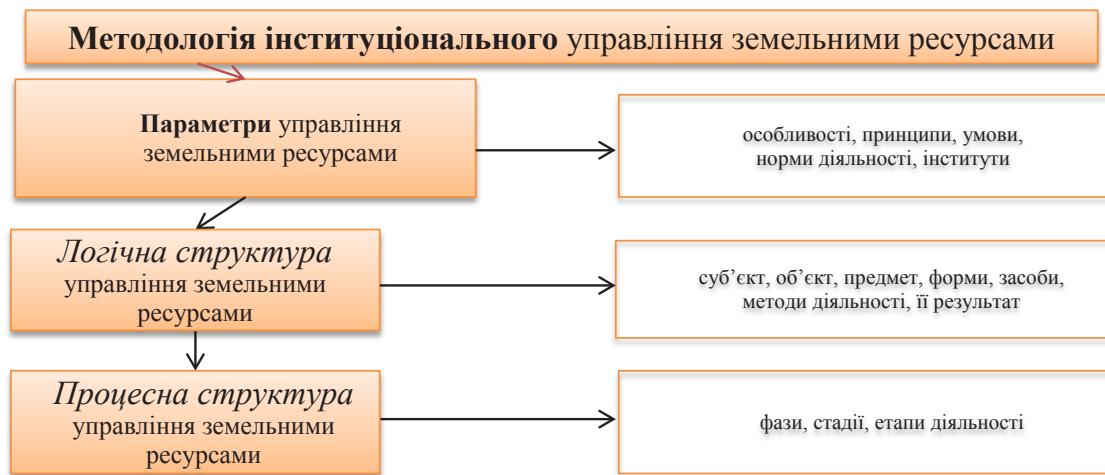 Методологія інституціонального управління земельними ресурсами
Параметри управління
земельними ресурсами
особливості, принципи, умови,
норми діяльності, інститути
Логічна структура
управління земельними
ресурсами
суб’єкт, об’єкт, предмет, форми, засоби,
методи діяльності, її результат
Процесна структура
управління земельними
ресурсами
фази, стадії, етапи діяльності